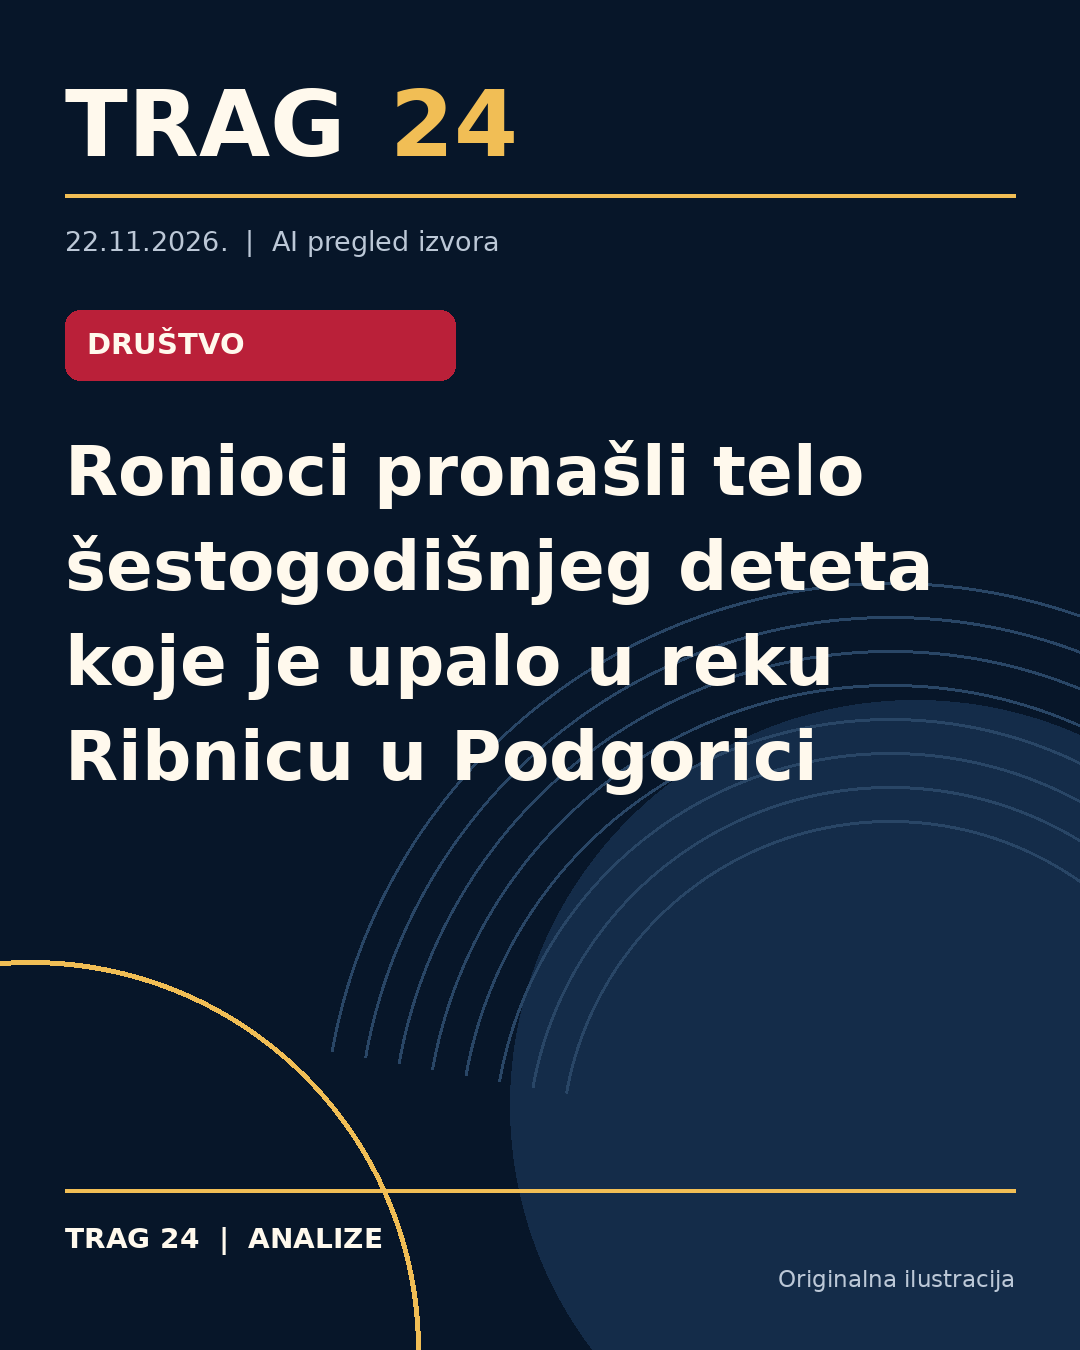 TRAG 24
22.11.2026. | AI pregled izvora
DRUŠTVO
Ronioci pronašli telo
šestogodišnjeg deteta
koje je upalo u reku
Ribnicu u Podgorici
TRAG 24 | ANALIZE
Originalna ilustracija